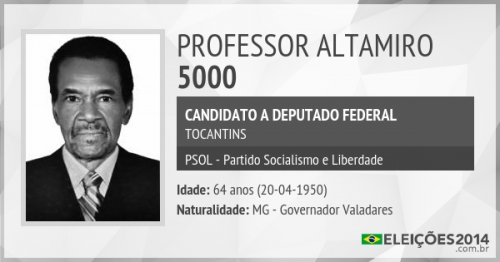 PROFESSOR ALTAMIRO
5000
CANDIDATO A DEPUTADO FEDERAL
TOCANTINS
PSOL - Partido Socialismo e Liberdade
Idade: 64 anos (20-04-1950)
Naturalidade: MG - Governador Valadares
ELEIÇÕES2014
.com.br